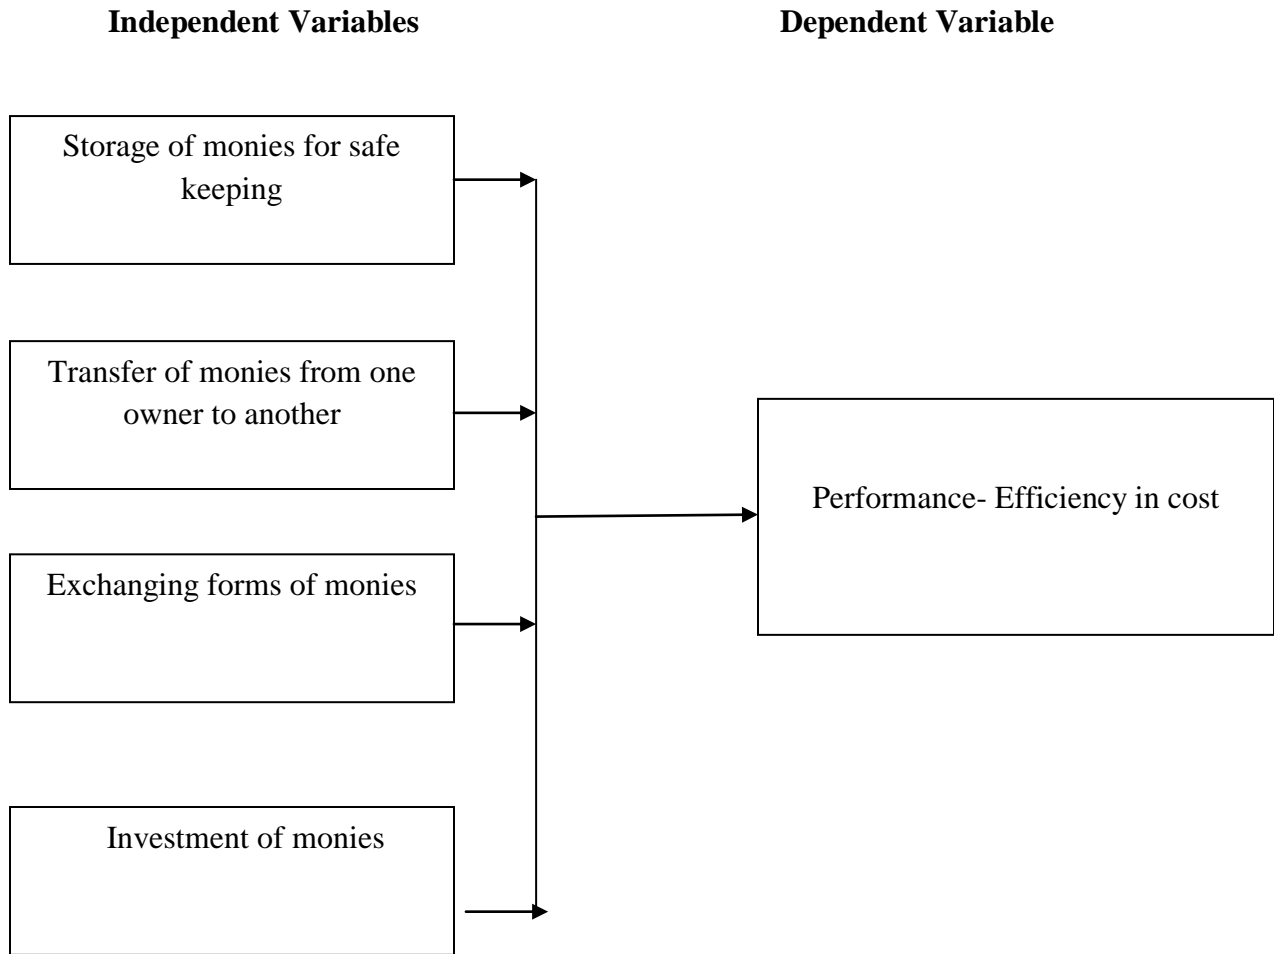 Independent Variables
Dependent Variable
Storage of monies for safe
keeping
Transfer of monies from one
owner to another
Exchanging forms of monies
Investment of monies
Performance- Efficiency in cost